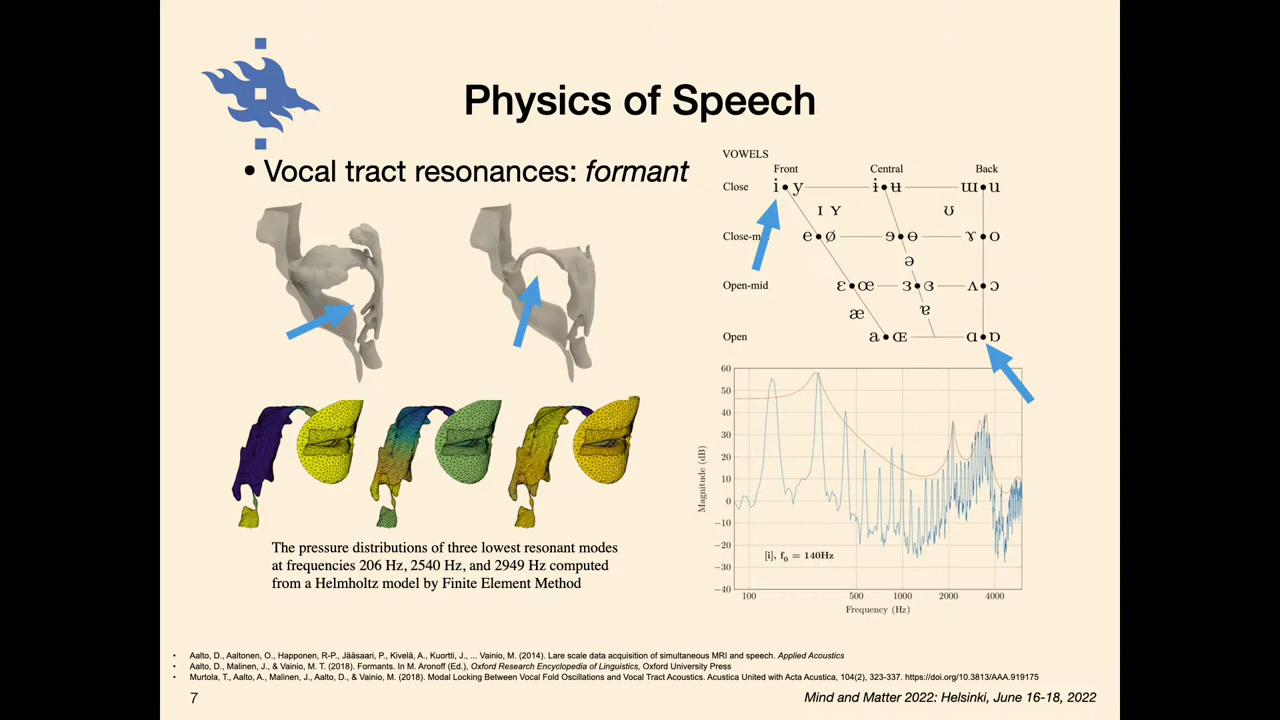 Physics of Speech
• Vocal tract resonances: formant
VOWELS
Front Central Back
Close i • y ɨ • ʉ ɯ • u
ɪ ʏ ʊ
Close-m e • ø ɘ • ɵ ɤ • o
ə
Open-mid ɛ • œ ɜ • ɞ ʌ • ɔ
æ ɐ
Open a • ɶ ɑ • ɒ
60
50
40
30
20
10
0
−10
−20
−30
−40
Magnitude (dB)
[i], f0 = 140Hz
100 500 1000 2000 4000
Frequency (Hz)
The pressure distributions of three lowest resonant modes
at frequencies 206 Hz, 2540 Hz, and 2949 Hz computed
from a Helmholtz model by Finite Element Method
• Aalto, D., Aaltonen, O., Happonen, R-P., Jääsaari, P., Kivelä, A., Kuortti, J., ... Vainio, M. (2014). Lare scale data acquisition of simultaneous MRI and speech. Applied Acoustics
• Aalto, D., Malinen, J., & Vainio, M. T. (2018). Formants. In M. Aronoff (Ed.), Oxford Research Encyclopedia of Linguistics, Oxford University Press
• Murtola, T., Aalto, A., Malinen, J., Aalto, D., & Vainio, M. (2018). Modal Locking Between Vocal Fold Oscillations and Vocal Tract Acoustics. Acustica United with Acta Acustica, 104(2), 323-337. https://doi.org/10.3813/AAA.919175
7
Mind and Matter 2022: Helsinki, June 16-18, 2022